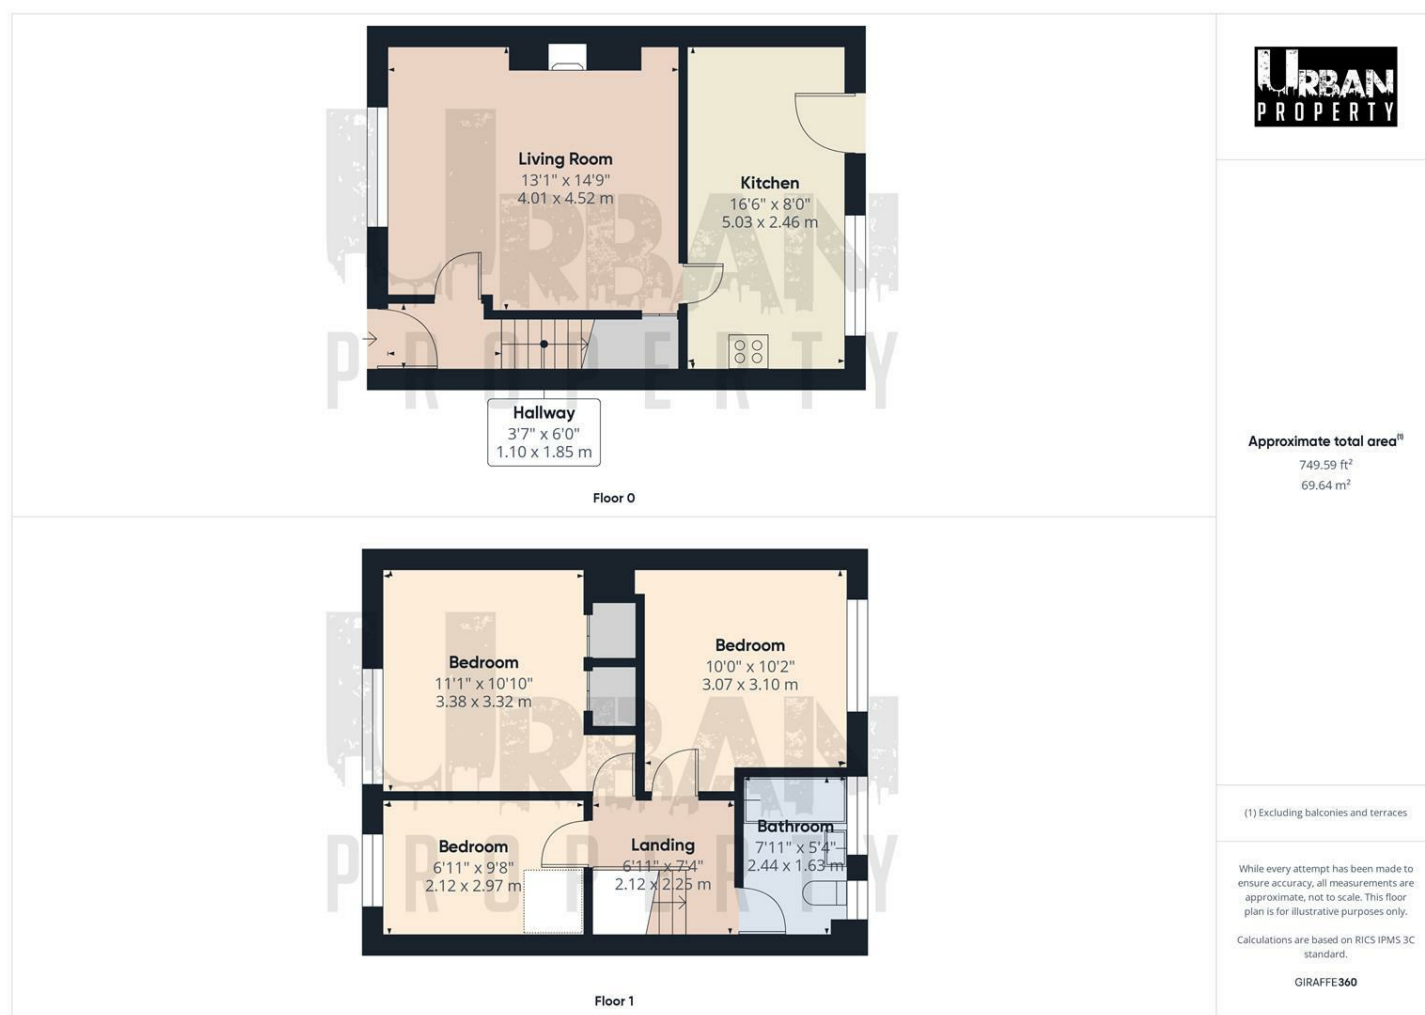 Living Room
13'1" x 14'9"
4.01 x 4.52 m
Kitchen
16'6" x 8'0"
5.03 x 2.46 m
Hallway
3'7" x 6'0"
1.10 x 1.85 m
Floor 0
URBAN
PROPERTY
Bedroom
11'1" x 10'10"
3.38 x 3.32 m
Bedroom
10'0" x 10'2"
3.07 x 3.10 m
Bedroom
6'11" x 9'8"
2.12 x 2.97 m
Landing
6'11" x 7'4"
2.12 x 2.25 m
Bathroom
7'11" x 5'4"
2.44 x 1.63 m
Floor 1
URBAN
PROPERTY
URBAN
PROPERTY
Approximate total area(1)
749.59 ft²
69.64 m²
(1) Excluding balconies and terraces
While every attempt has been made to
ensure accuracy, all measurements are
approximate, not to scale. This floor
plan is for illustrative purposes only.
Calculations are based on RICS IPMS 3C
standard.
GIRAFFE360